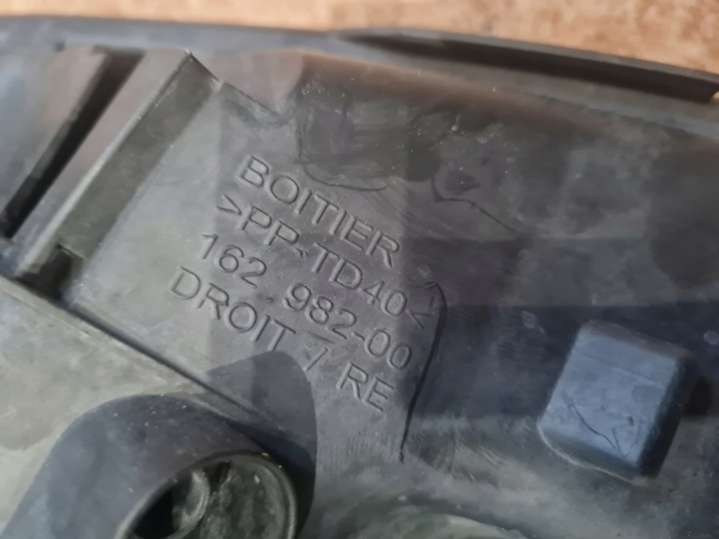 BOITIER
>PP-TD40<
162.982-00
DROIT / RE